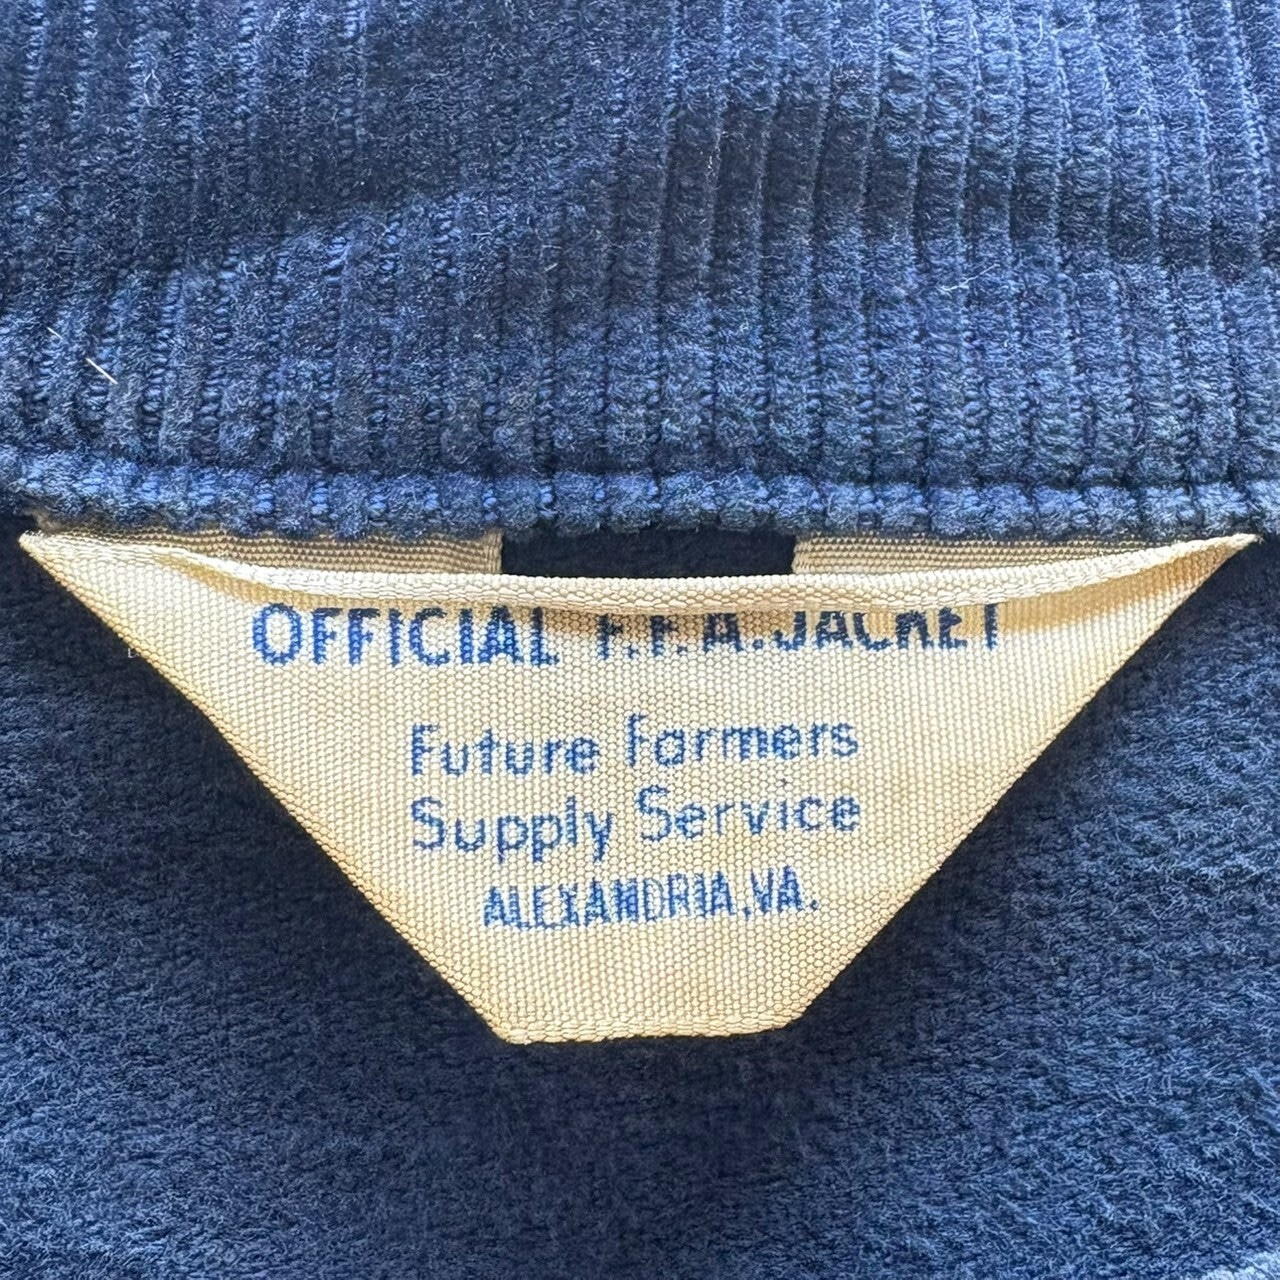 OFFICIAL F.F.A. JACKET
Future Farmers
Supply Service
ALEXANDRIA, VA.